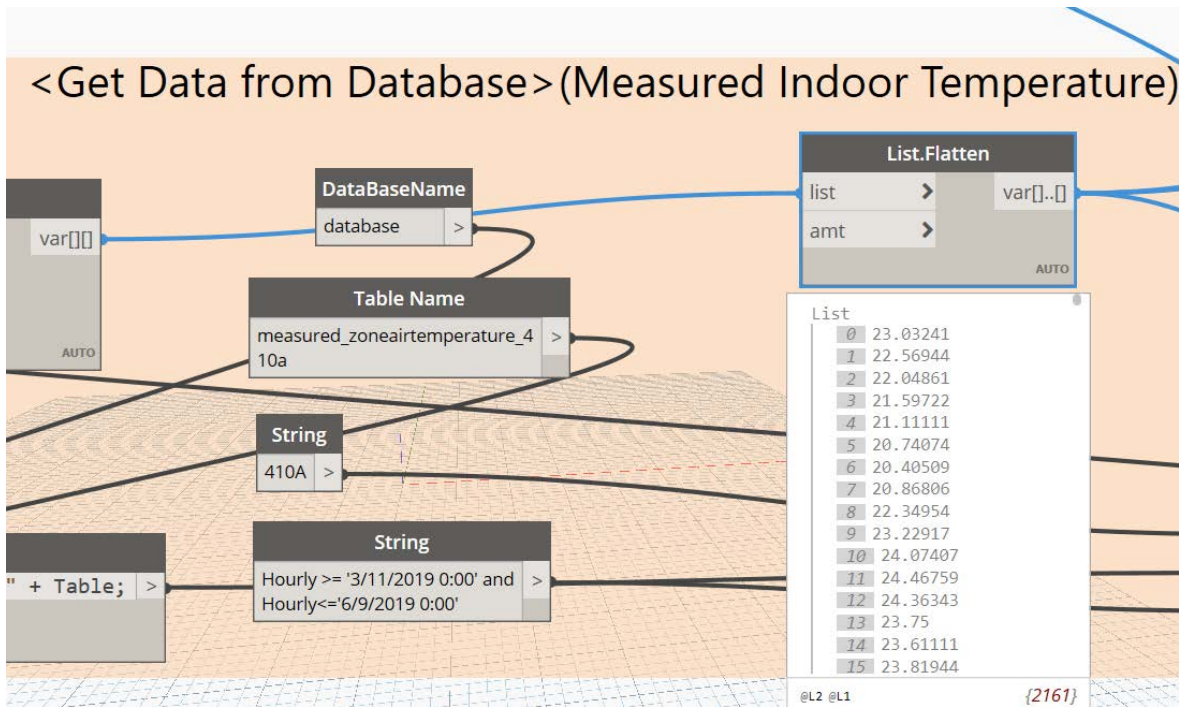 <Get Data from Database>(Measured Indoor Temperature)
List.Flatten
list > var[]..[]
amt >
AUTO
var[][]
AUTO
DataBaseName
database >
Table Name
measured_zoneairtemperature_4 >
10a
String
410A >
String
Hourly >= '3/11/2019 0:00' and >
Hourly<='6/9/2019 0:00'
" + Table; >
List
0 23.03241
1 22.56944
2 22.04861
3 21.59722
4 21.11111
5 20.74074
6 20.40509
7 20.86806
8 22.34954
9 23.22917
10 24.07407
11 24.46759
12 24.36343
13 23.75
14 23.61111
15 23.81944
@L2 @L1 {2161}